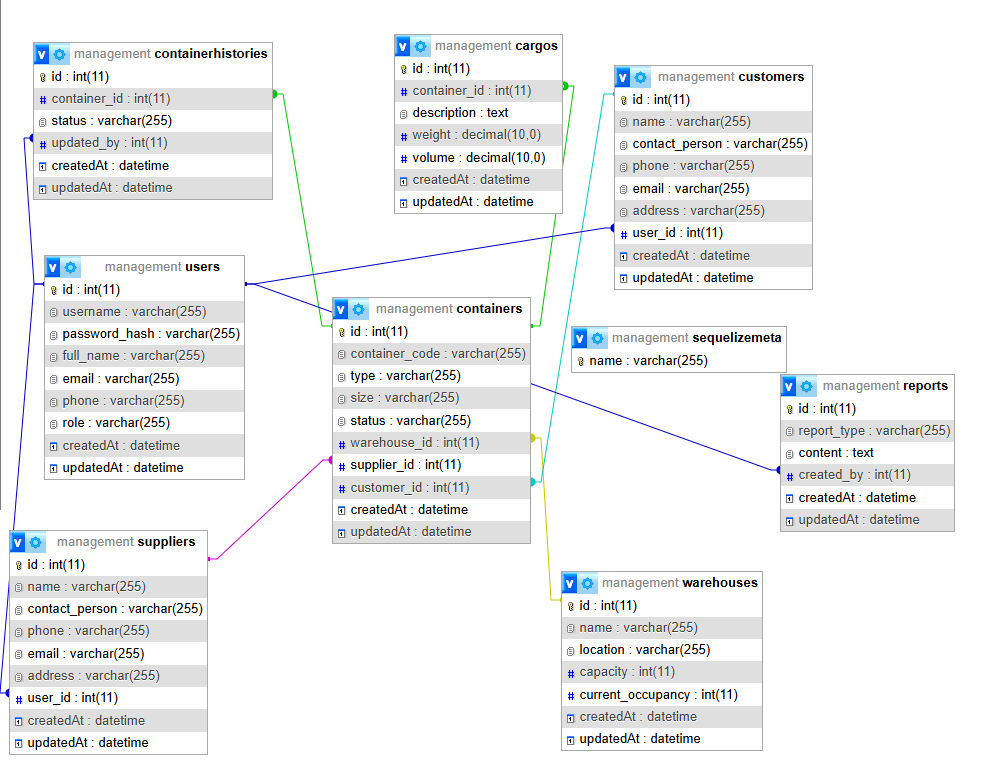 management containerhistories
id : int(11)
container_id : int(11)
status : varchar(255)
updated_by : int(11)
createdAt : datetime
updatedAt : datetime
management cargos
id : int(11)
container_id : int(11)
description : text
weight : decimal(10,0)
volume : decimal(10,0)
createdAt : datetime
updatedAt : datetime
management customers
id : int(11)
name : varchar(255)
contact_person : varchar(255)
phone : varchar(255)
email : varchar(255)
address : varchar(255)
user_id : int(11)
createdAt : datetime
updatedAt : datetime
management users
id : int(11)
username : varchar(255)
password_hash : varchar(255)
full_name : varchar(255)
email : varchar(255)
phone : varchar(255)
role : varchar(255)
createdAt : datetime
updatedAt : datetime
management containers
id : int(11)
container_code : varchar(255)
type : varchar(255)
size : varchar(255)
status : varchar(255)
warehouse_id : int(11)
supplier_id : int(11)
customer_id : int(11)
createdAt : datetime
updatedAt : datetime
management sequelizemeta
name : varchar(255)
management reports
id : int(11)
report_type : varchar(255)
content : text
created_by : int(11)
createdAt : datetime
updatedAt : datetime
management suppliers
id : int(11)
name : varchar(255)
contact_person : varchar(255)
phone : varchar(255)
email : varchar(255)
address : varchar(255)
user_id : int(11)
createdAt : datetime
updatedAt : datetime
management warehouses
id : int(11)
name : varchar(255)
location : varchar(255)
capacity : int(11)
current_occupancy : int(11)
createdAt : datetime
updatedAt : datetime